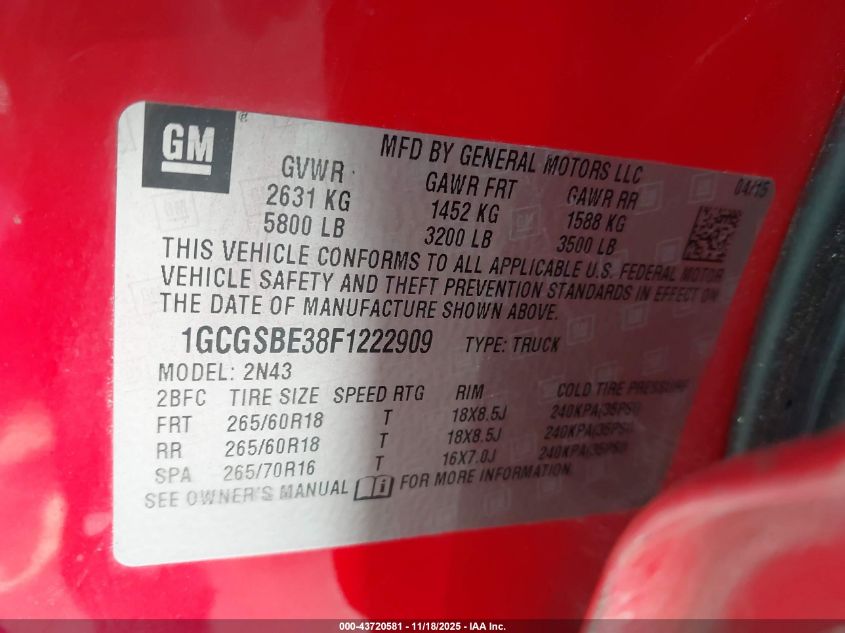 GM
MFD BY GENERAL MOTORS LLC
04/15
GVWR GAWR FRT GAWR RR
2631 KG 1452 KG 1588 KG
5800 LB 3200 LB 3500 LB
THIS VEHICLE CONFORMS TO ALL APPLICABLE U.S. FEDERAL MOTOR
VEHICLE SAFETY AND THEFT PREVENTION STANDARDS IN EFFECT ON
THE DATE OF MANUFACTURE SHOWN ABOVE.
1GCGSBE38F1222909 TYPE: TRUCK
MODEL: 2N43
2BFC TIRE SIZE SPEED RTG RIM COLD TIRE PRESSURE
FRT 265/60R18 T 18X8.5J 240KPA(35PSI)
RR 265/60R18 T 18X8.5J 240KPA(35PSI)
SPA 265/70R16 T 16X7.0J 240KPA(35PSI)
SEE OWNER'S MANUAL FOR MORE INFORMATION.
000-43720581 - 11/18/2025 - IAA Inc.